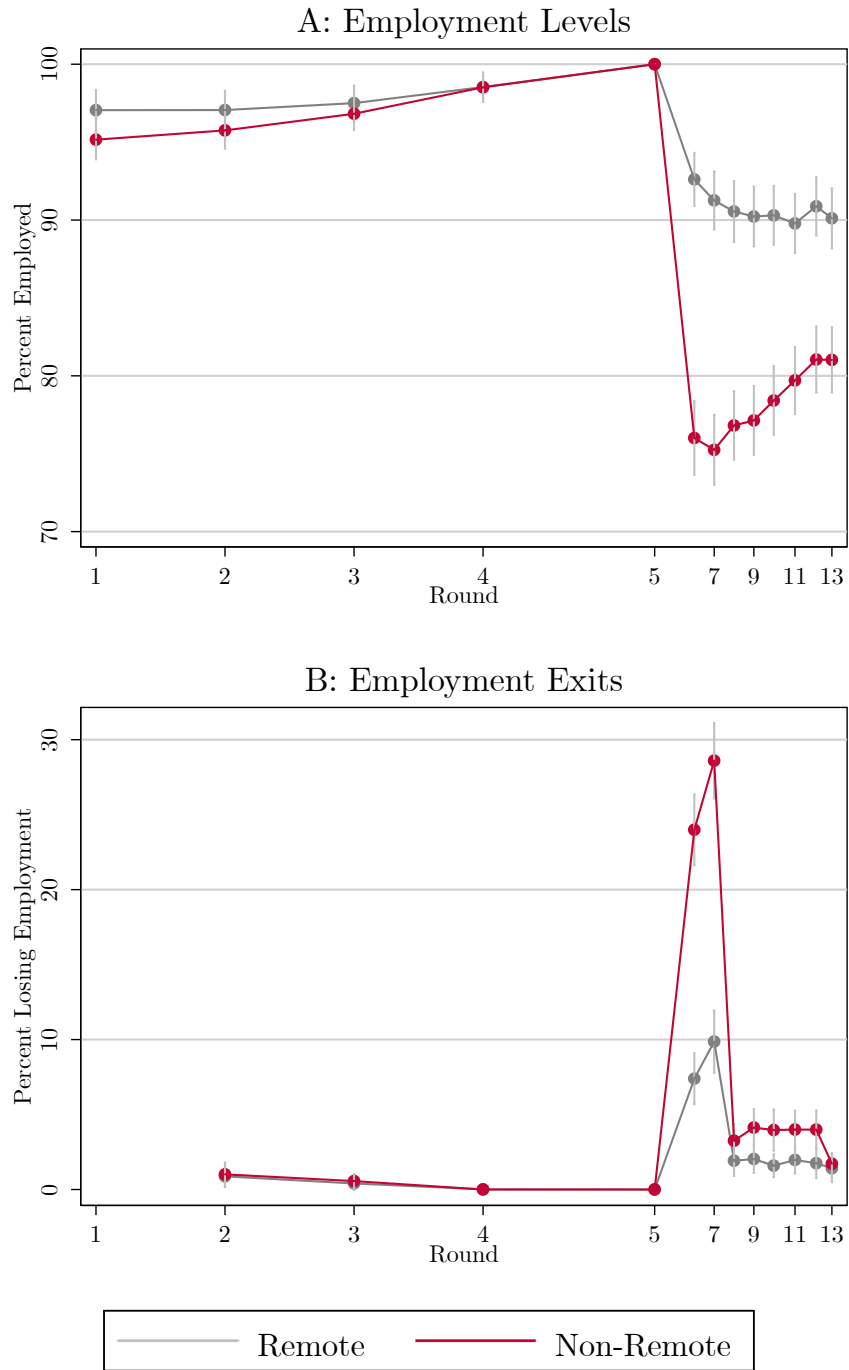 A: Employment Levels
Percent Employed
100
90
80
70
1 2 3 4 5 7 9 11 13
Round
B: Employment Exits
Percent Losing Employment
30
20
10
0
1 2 3 4 5 7 9 11 13
Round
Remote Non-Remote